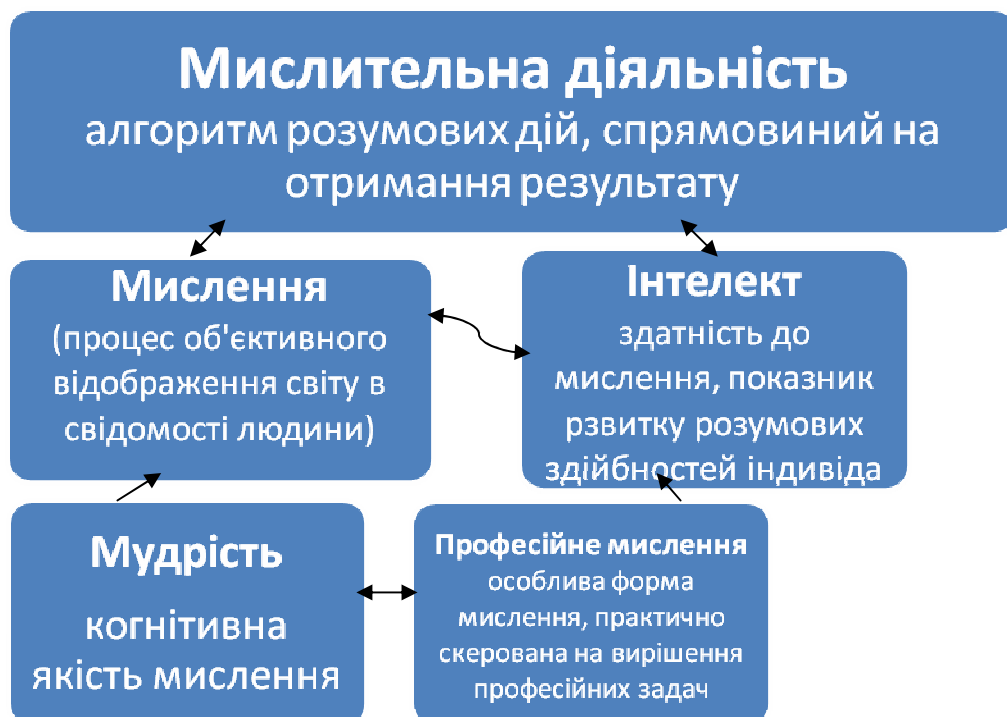 Мислительна діяльність
алгоритм розумових дій, спрямовиний на
отримання результату
Мислення
(процес об'єктивного
відображення світу в
свідомості людини)
Інтелект
здатність до
мислення, показник
рзвитку розумових
здійбностей індивіда
Мудрість
когнітивна
якість мислення
Професійне мислення
особлива форма
мислення, практично
скерована на вирішення
професійних задач